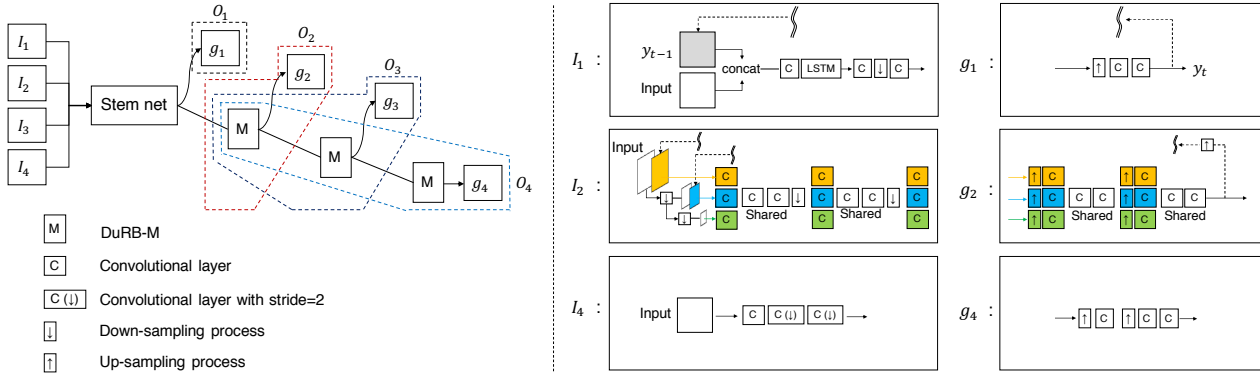 I₁
I₂
I₃
I₄
Stem net
O₁
g₁
O₂
g₂
O₃
g₃
M
M
M
g₄
O₄
M DuRB-M
C Convolutional layer
C (↓) Convolutional layer with stride=2
↓ Down-sampling process
↑ Up-sampling process
I₁ :
yₜ₋₁
Input
concat
C LSTM C ↓ C
g₁ :
↑ C C yₜ
I₂ :
Input
↓
↓
C C C
C C C ↓ C C C ↓ C
Shared Shared
C C C
g₂ :
↑
↑ C ↑ C
↑ C C C ↑ C C C
Shared Shared
↑ C ↑ C
I₄ :
Input
C C (↓) C (↓)
g₄ :
↑ C ↑ C C